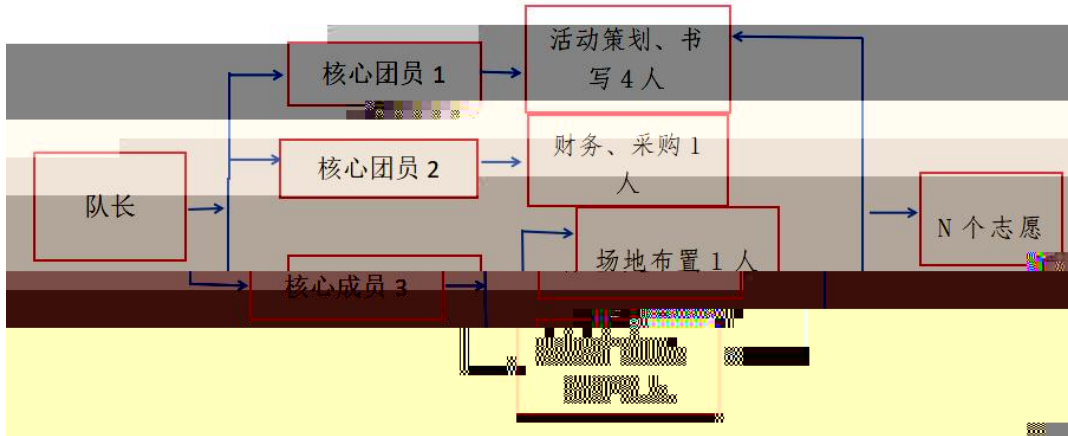 活动策划、书
写 4 人
核心团员 1
财务、采购 1
人
核心团员 2
队长
N 个志愿
场地布置 1 人
核心成员 3